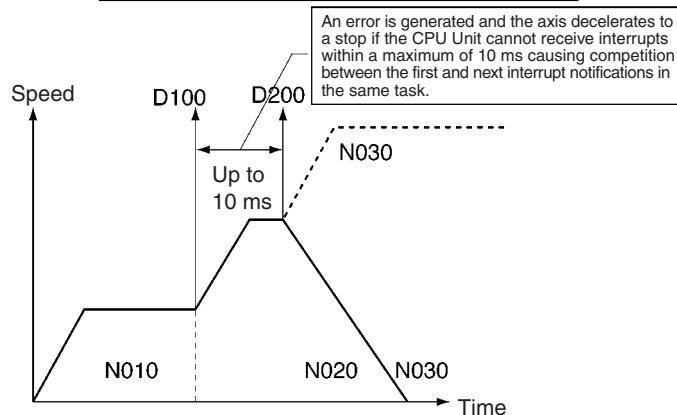 An error is generated and the axis decelerates to
a stop if the CPU Unit cannot receive interrupts
within a maximum of 10 ms causing competition
between the first and next interrupt notifications in
the same task.
Speed
D100
D200
N030
Up to
10 ms
N010
N020
N030
Time